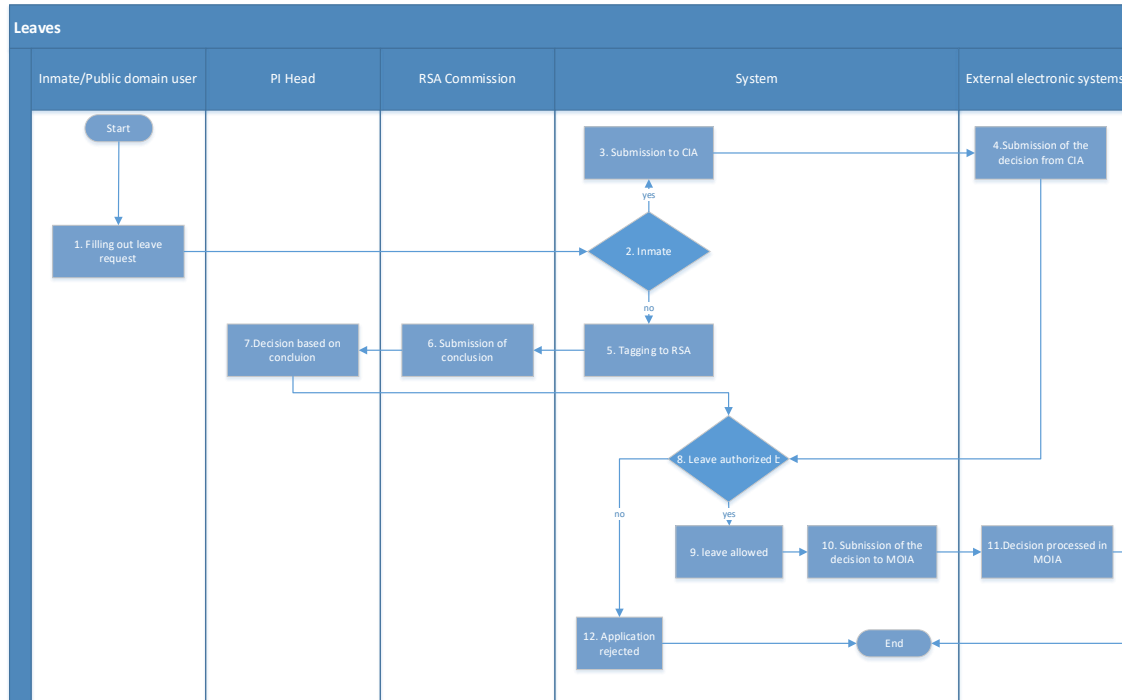 Leaves
Inmate/Public domain user
PI Head
RSA Commission
System
External electronic systems
Start
3. Submission to CIA
4.Submission of the
decision from CIA
yes
1. Filling out leave
request
2. Inmate
no
7.Decision based on
concluion
6. Submission of
conclusion
5. Tagging to RSA
8. Leave authorized
no
yes
9. leave allowed
10. Subnission of the
decision to MOIA
11.Decision processed in
MOIA
12. Application
rejected
End